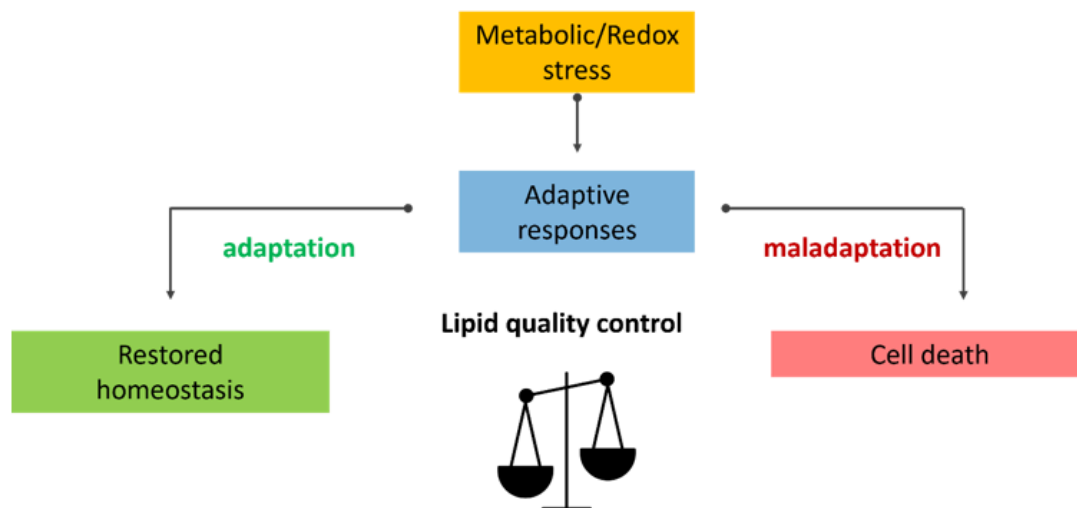 Metabolic/Redox
stress
Adaptive
responses
adaptation
maladaptation
Lipid quality control
Restored
homeostasis
Cell death